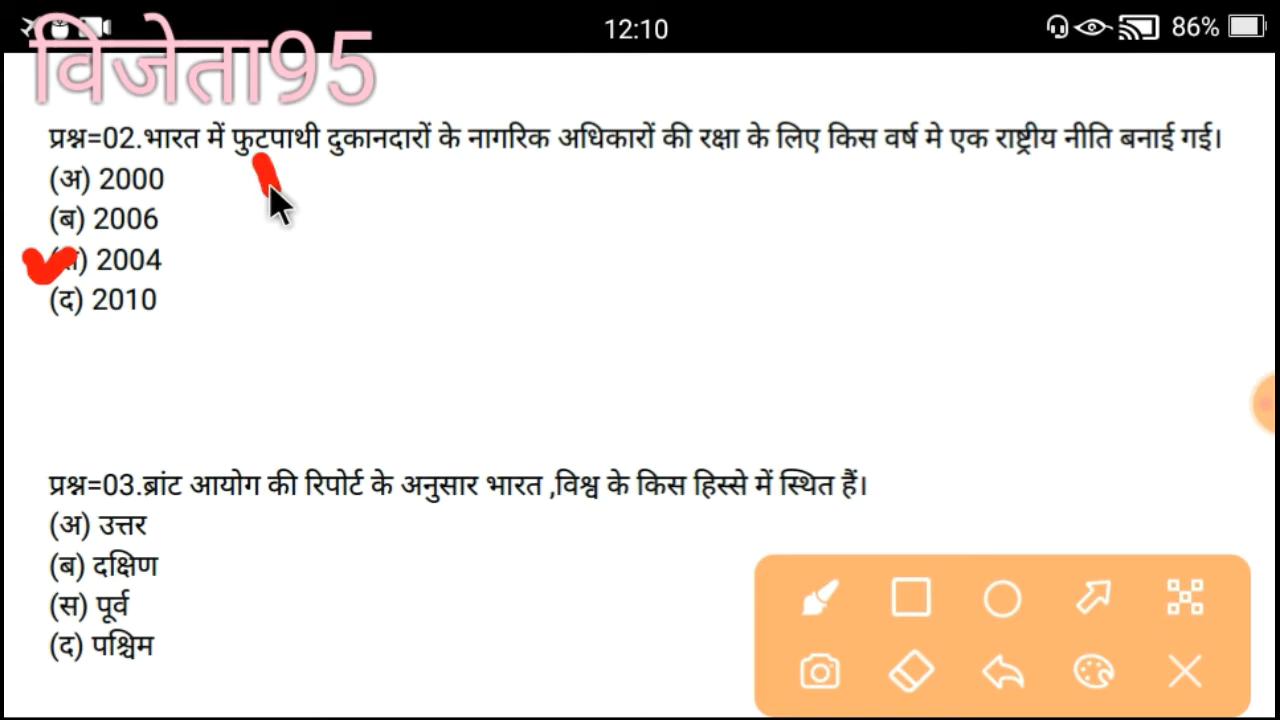 12:10
86%
विजेता95
प्रश्न=02.भारत में फुटपाथी दुकानदारों के नागरिक अधिकारों की रक्षा के लिए किस वर्ष मे एक राष्ट्रीय नीति बनाई गई।
(अ) 2000
(ब) 2006
(स) 2004
(द) 2010
प्रश्न=03.ब्रांट आयोग की रिपोर्ट के अनुसार भारत ,विश्व के किस हिस्से में स्थित हैं।
(अ) उत्तर
(ब) दक्षिण
(स) पूर्व
(द) पश्चिम